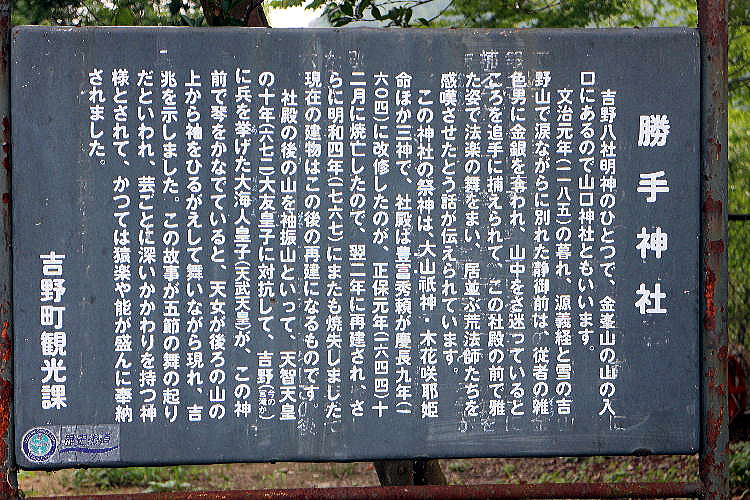 勝手神社
吉野八社明神のひとつで、金峯山の山の入
口にあるので山口神社ともいいます。
文治元年(一一八五)の暮れ、源義経と雪の吉
野山で涙ながらに別れた静御前は、従者の雑
色男に金銀を奪われ、山中をさ迷っていると
ころを追手に捕えられて、この社殿の前で雅
た姿で法楽の舞をまい、居並ぶ荒法師たちを
感嘆させたとう話が伝えられています。
この神社の祭神は、大山祇神・木花咲耶姫
命ほか三神で、社殿は豊臣秀頼が慶長九年(一
六〇四)に改修したのが、正保元年(一六四四)十
二月に焼亡したので、翌二年に再建され、さ
らに明和四年(一七六七)にまたも焼失しました
現在の建物はこの後の再建になるものです。
社殿の後の山を袖振山といって、天智天皇
の十年(六七二)大友皇子に対抗して、吉野(今の宮滝か)
に兵を挙げた大海人皇子(天武天皇)が、この神
前で琴をかなでていると、天女が後ろの山の
上から袖をひるがえして舞いながら現れ、吉
兆を示しました。この故事が五節の舞の起り
だといわれ、芸ごとに深いかかわりを持つ神
様とされて、かつては猿楽や能が盛んに奉納
されました。
吉野町観光課